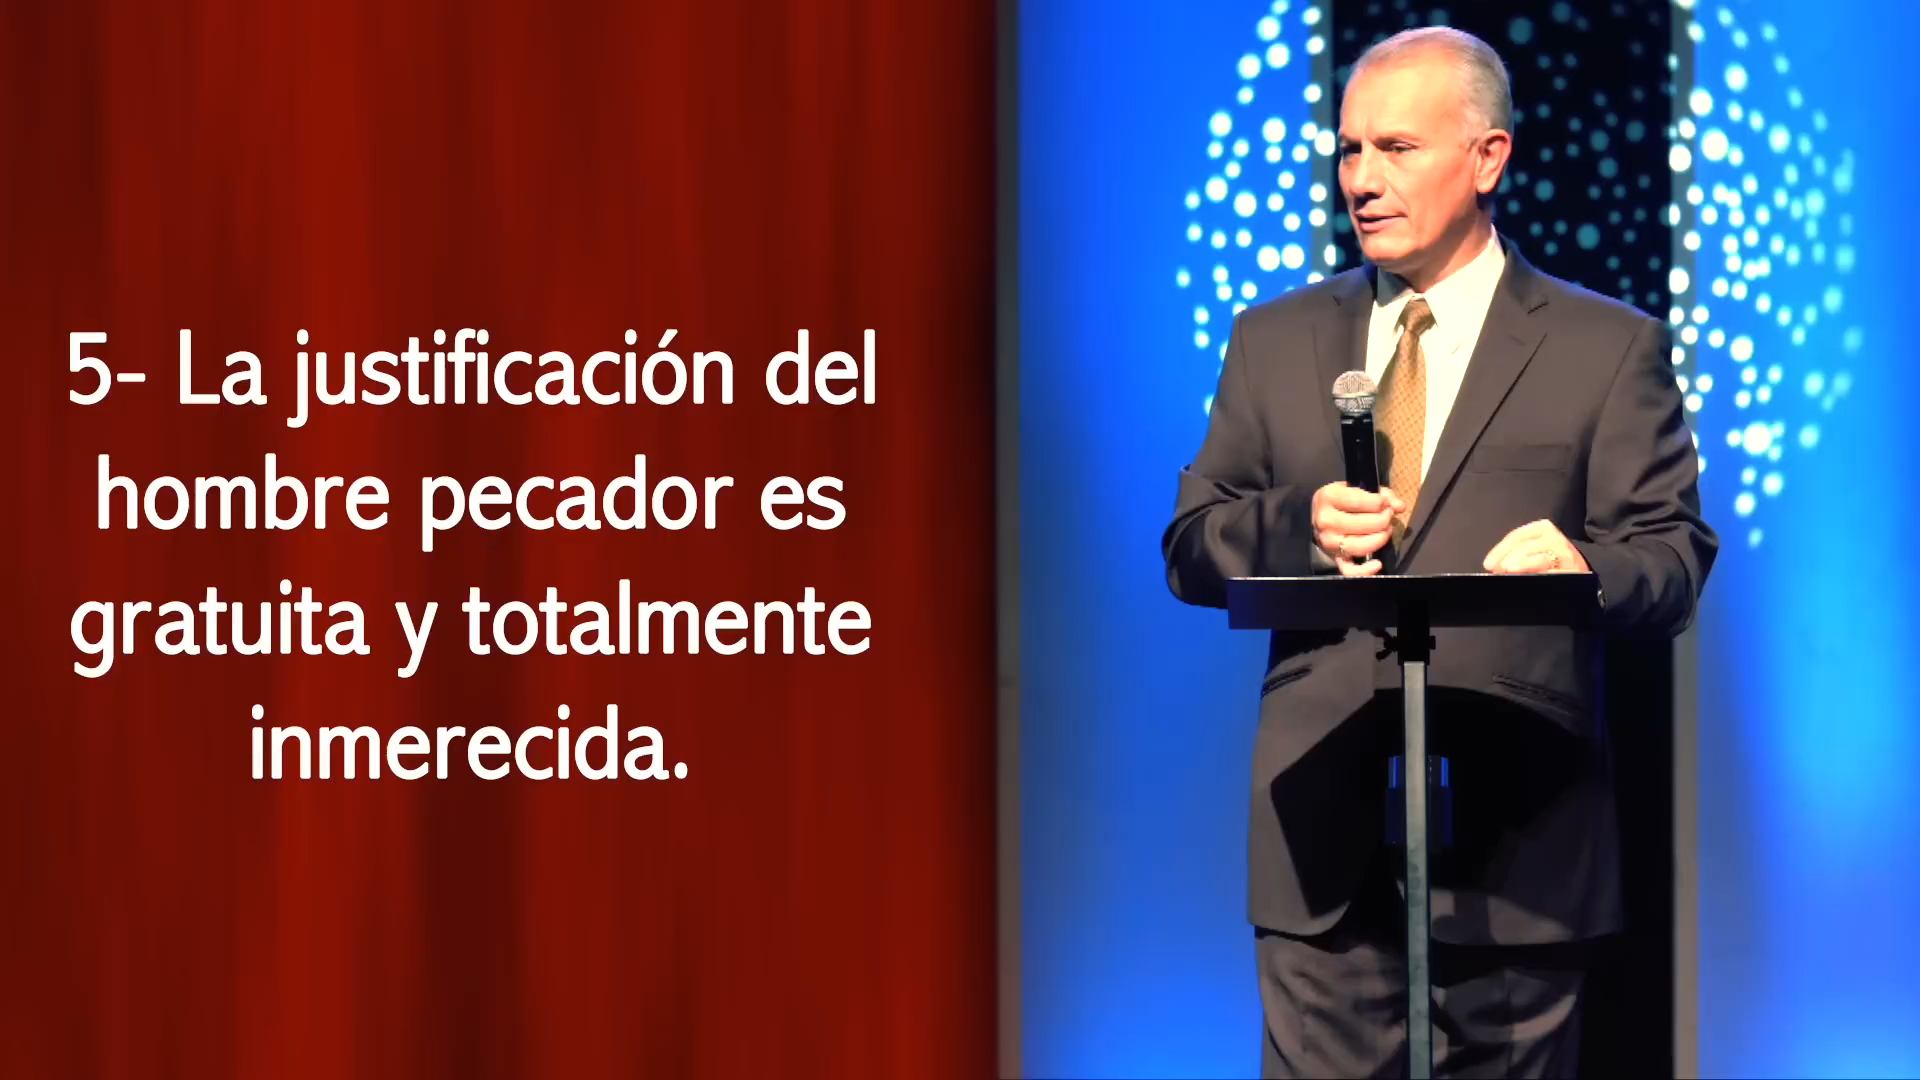 5- La justificación del
hombre pecador es
gratuita y totalmente
inmerecida.